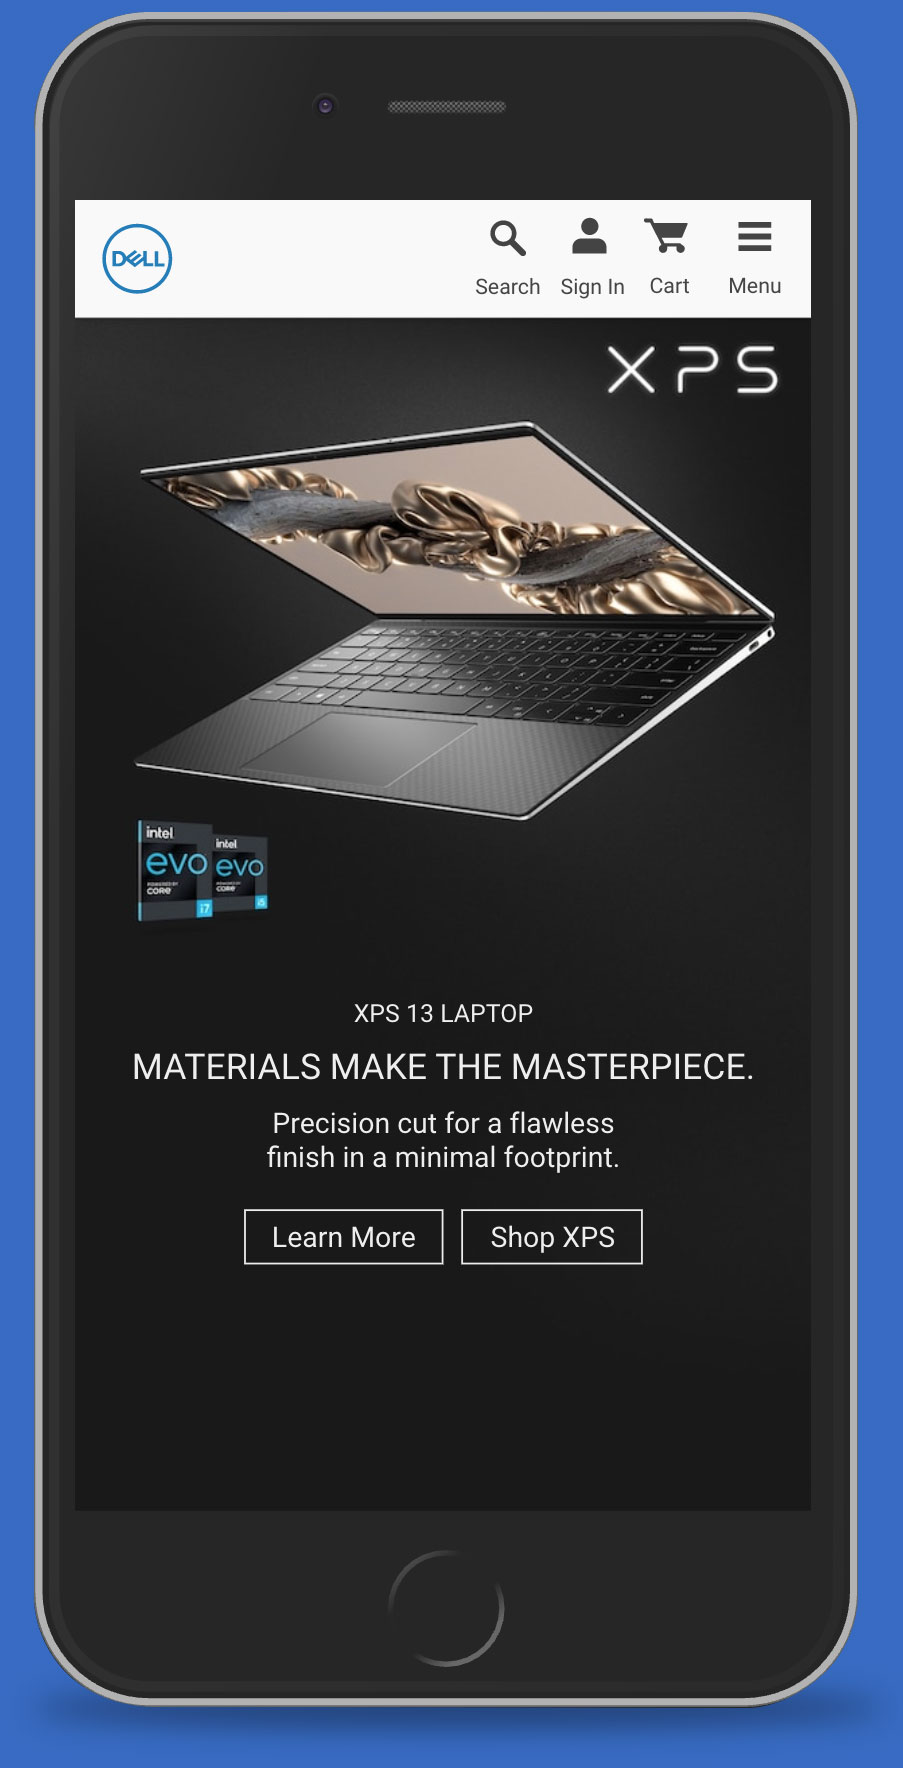 DELL
Search Sign In Cart Menu
XPS
intel
evo
POWERED BY
CORE
i7
intel
evo
POWERED BY
CORE
i5
XPS 13 LAPTOP
MATERIALS MAKE THE MASTERPIECE.
Precision cut for a flawless
finish in a minimal footprint.
Learn More Shop XPS